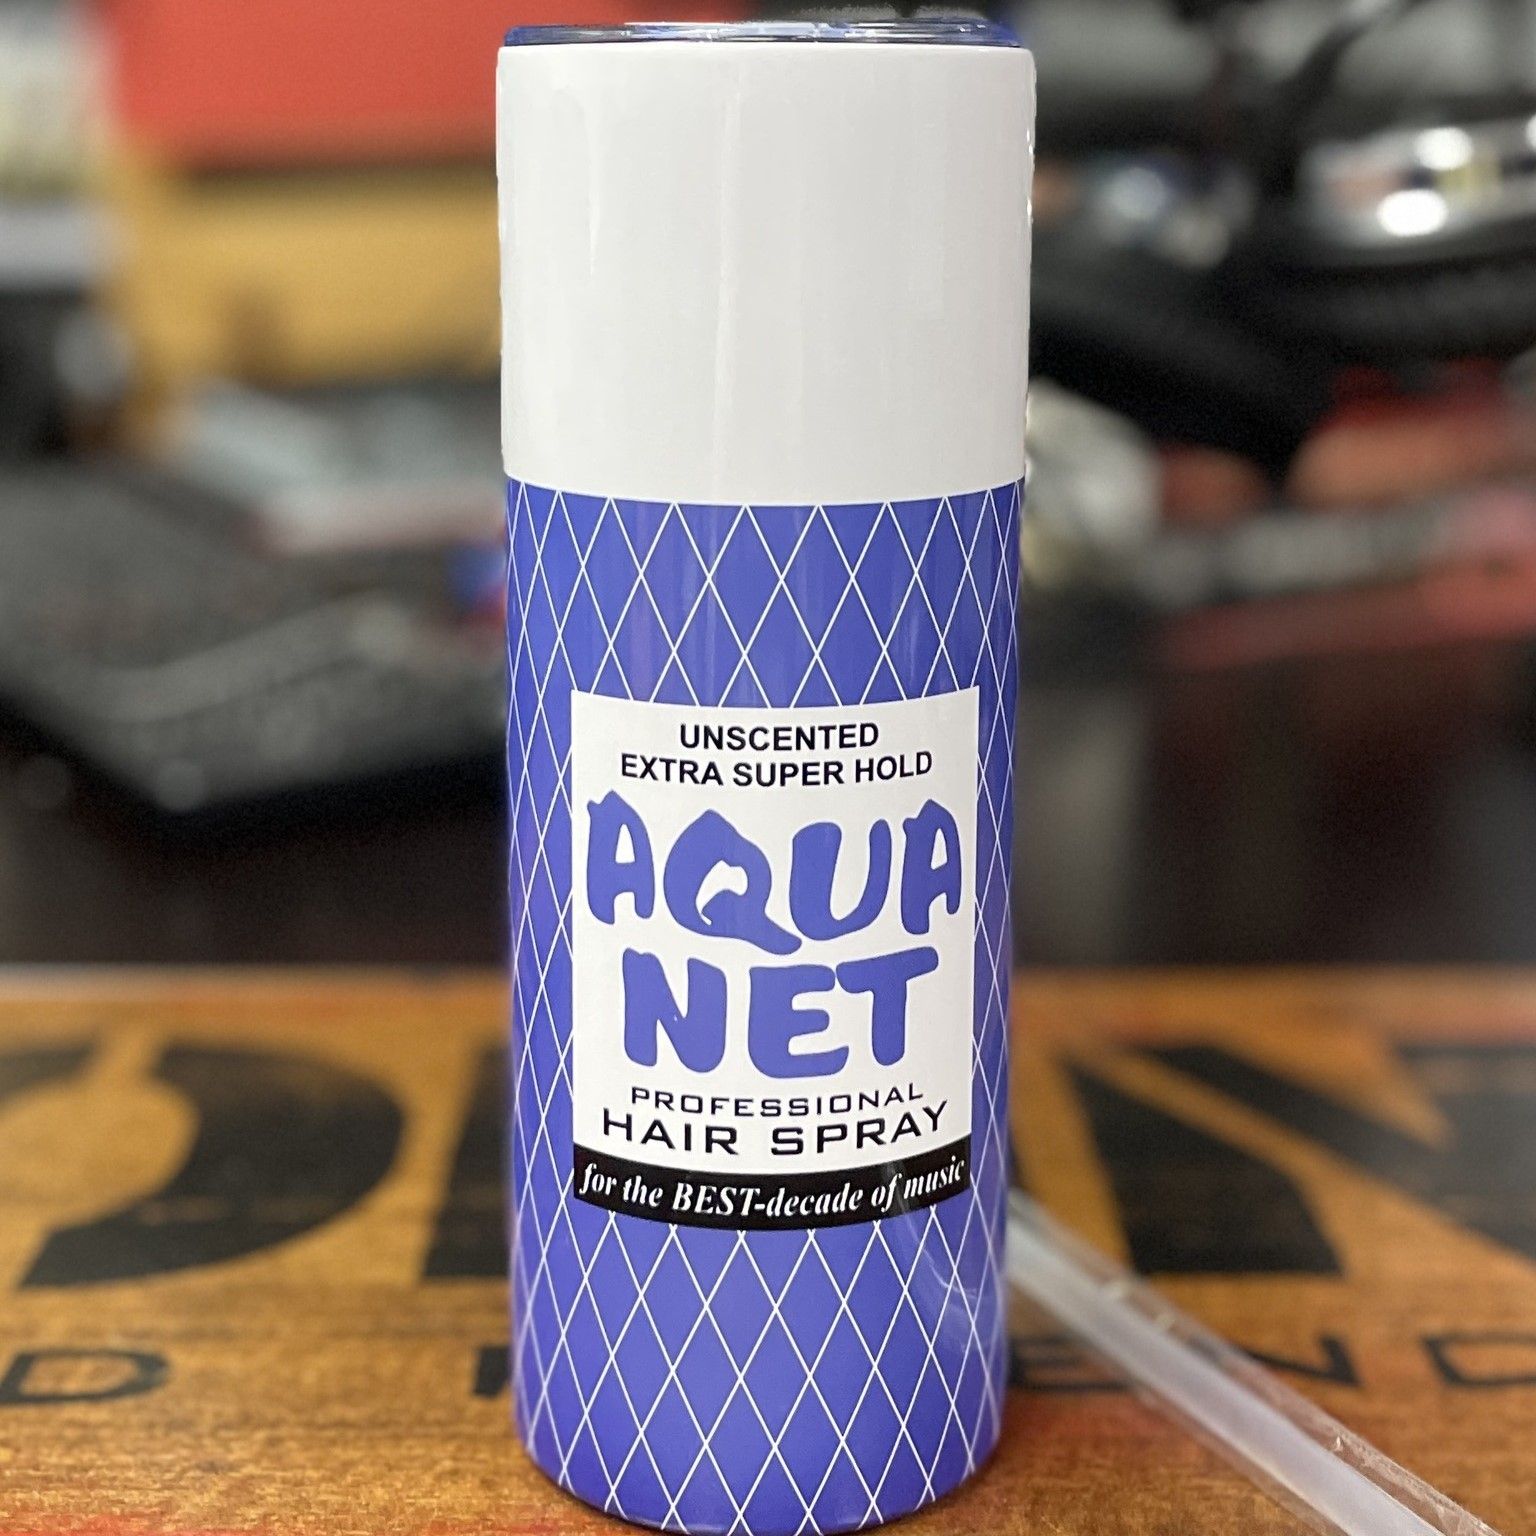 UNSCENTED
EXTRA SUPER HOLD
AQUA
NET
PROFESSIONAL
HAIR SPRAY
for the BEST-decade of music